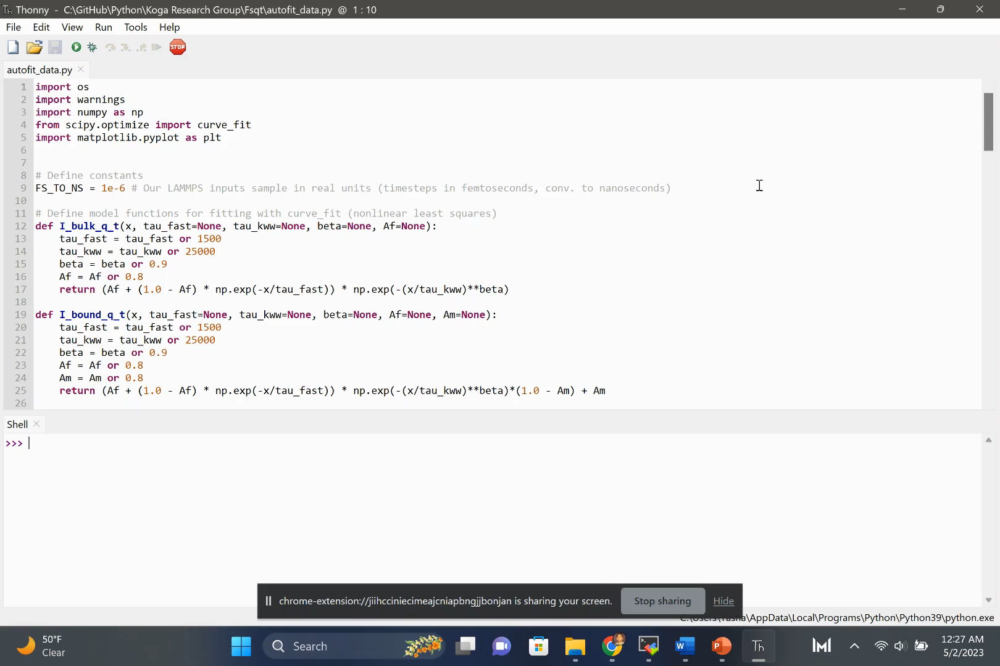 Th Thonny - C:\GitHub\Python\Koga Research Group\Fsqt\autofit_data.py @ 1 : 10
File Edit View Run Tools Help
STOP
autofit_data.py
1 import os
2 import warnings
3 import numpy as np
4 from scipy.optimize import curve_fit
5 import matplotlib.pyplot as plt
6
7
8 # Define constants
9 FS_TO_NS = 1e-6 # Our LAMMPS inputs sample in real units (timesteps in femtoseconds, conv. to nanoseconds)
10
11 # Define model functions for fitting with curve_fit (nonlinear least squares)
12 def I_bulk_q_t(x, tau_fast=None, tau_kww=None, beta=None, Af=None):
13 tau_fast = tau_fast or 1500
14 tau_kww = tau_kww or 25000
15 beta = beta or 0.9
16 Af = Af or 0.8
17 return (Af + (1.0 - Af) * np.exp(-x/tau_fast)) * np.exp(-(x/tau_kww)**beta)
18
19 def I_bound_q_t(x, tau_fast=None, tau_kww=None, beta=None, Af=None, Am=None):
20 tau_fast = tau_fast or 1500
21 tau_kww = tau_kww or 25000
22 beta = beta or 0.9
23 Af = Af or 0.8
24 Am = Am or 0.8
25 return (Af + (1.0 - Af) * np.exp(-x/tau_fast)) * np.exp(-(x/tau_kww)**beta)*(1.0 - Am) + Am
26
Shell
>>>
chrome-extension://jiihcciniecimeajcniapbngjjbonjan is sharing your screen. Stop sharing Hide
C:\Users\Tasha\AppData\Local\Programs\Python\Python39\python.exe
50°F
Clear
Search
W
P
Th
12:27 AM
5/2/2023